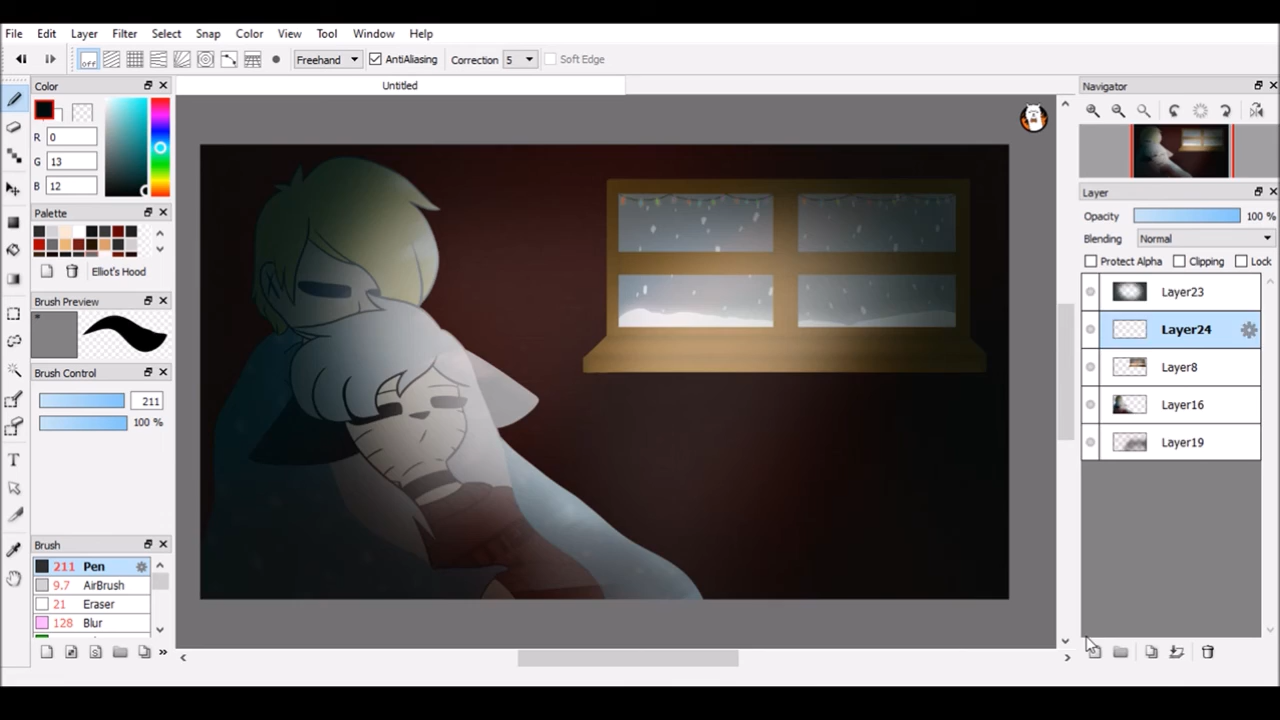 File Edit Layer Filter Select Snap Color View Tool Window Help
off Freehand AntiAliasing Correction 5 Soft Edge
Untitled
Color
R 0
G 13
B 12
Palette
Elliot's Hood
Brush Preview
Brush Control
211
100 %
Brush
211 Pen
9.7 AirBrush
21 Eraser
128 Blur
Navigator
Layer
Opacity 100 %
Blending Normal
Protect Alpha Clipping Lock
Layer23
Layer24
Layer8
Layer16
Layer19